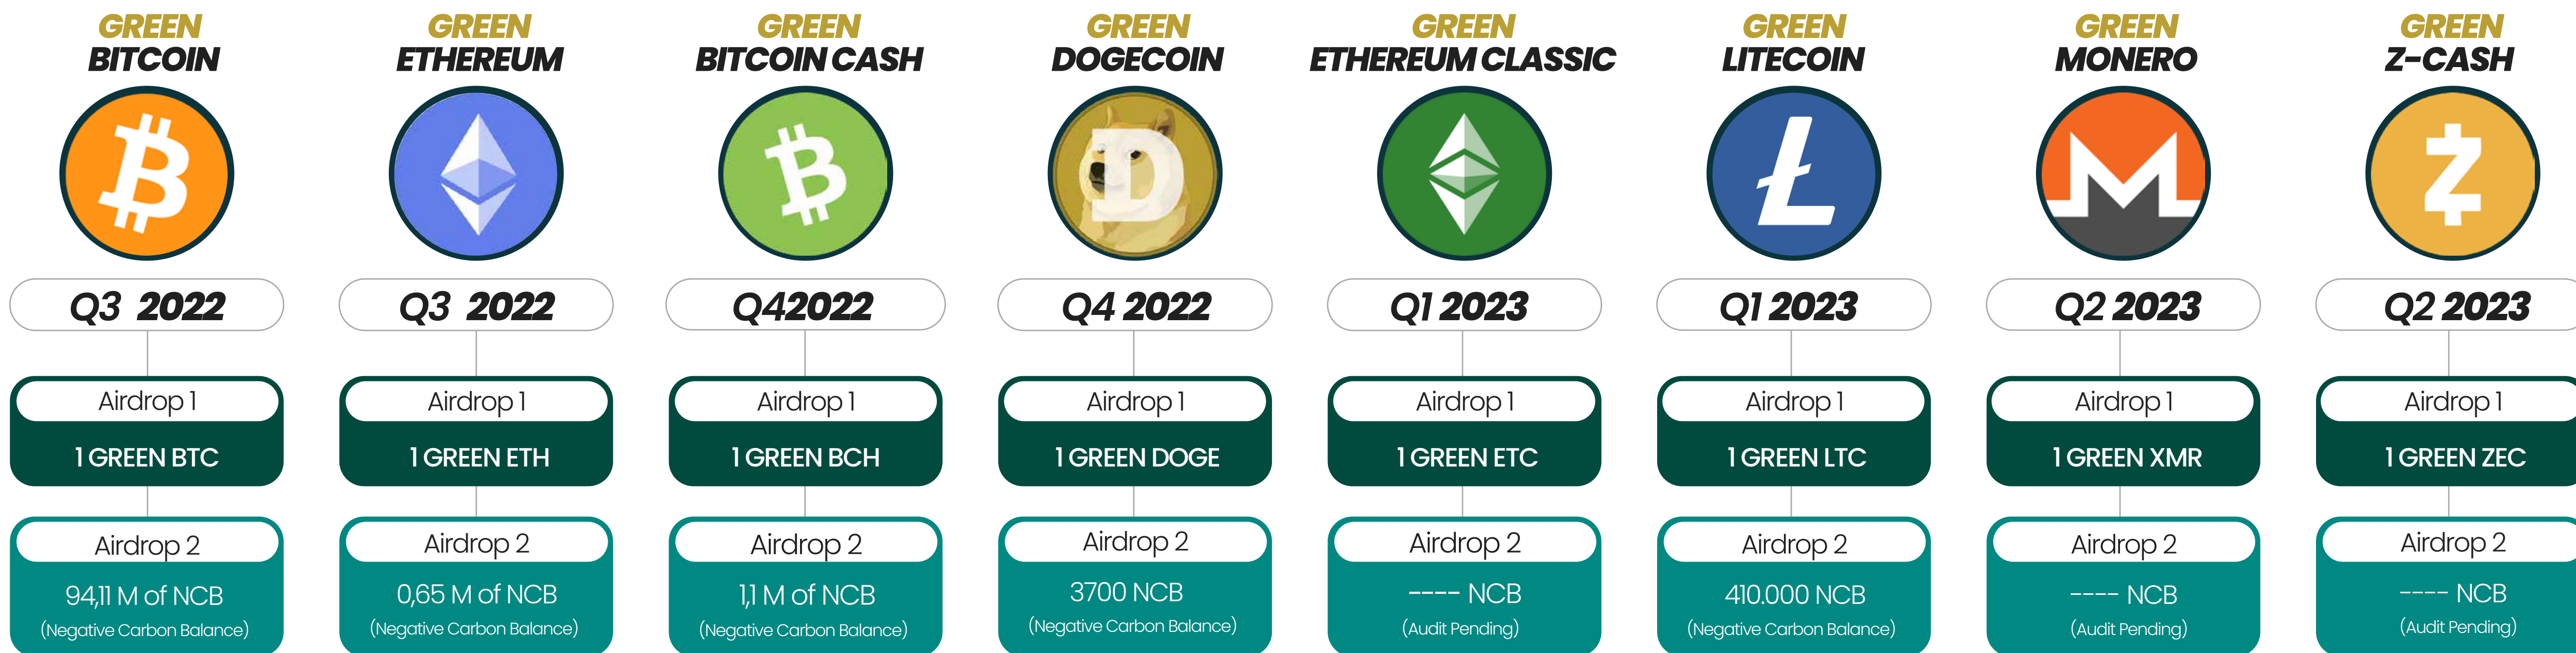 GREEN
BITCOIN
Q3 2022
Airdrop 1
1 GREEN BTC
Airdrop 2
94,11 M of NCB
(Negative Carbon Balance)
GREEN
ETHEREUM
Q3 2022
Airdrop 1
1 GREEN ETH
Airdrop 2
0,65 M of NCB
(Negative Carbon Balance)
GREEN
BITCOIN CASH
Q42022
Airdrop 1
1 GREEN BCH
Airdrop 2
1,1 M of NCB
(Negative Carbon Balance)
GREEN
DOGECOIN
D
Q4 2022
Airdrop 1
1 GREEN DOGE
Airdrop 2
3700 NCB
(Negative Carbon Balance)
GREEN
ETHEREUM CLASSIC
Q1 2023
Airdrop 1
1 GREEN ETC
Airdrop 2
---- NCB
(Audit Pending)
GREEN
LITECOIN
Q1 2023
Airdrop 1
1 GREEN LTC
Airdrop 2
410.000 NCB
(Negative Carbon Balance)
GREEN
MONERO
Q2 2023
Airdrop 1
1 GREEN XMR
Airdrop 2
---- NCB
(Audit Pending)
GREEN
Z-CASH
Q2 2023
Airdrop 1
1 GREEN ZEC
Airdrop 2
---- NCB
(Audit Pending)